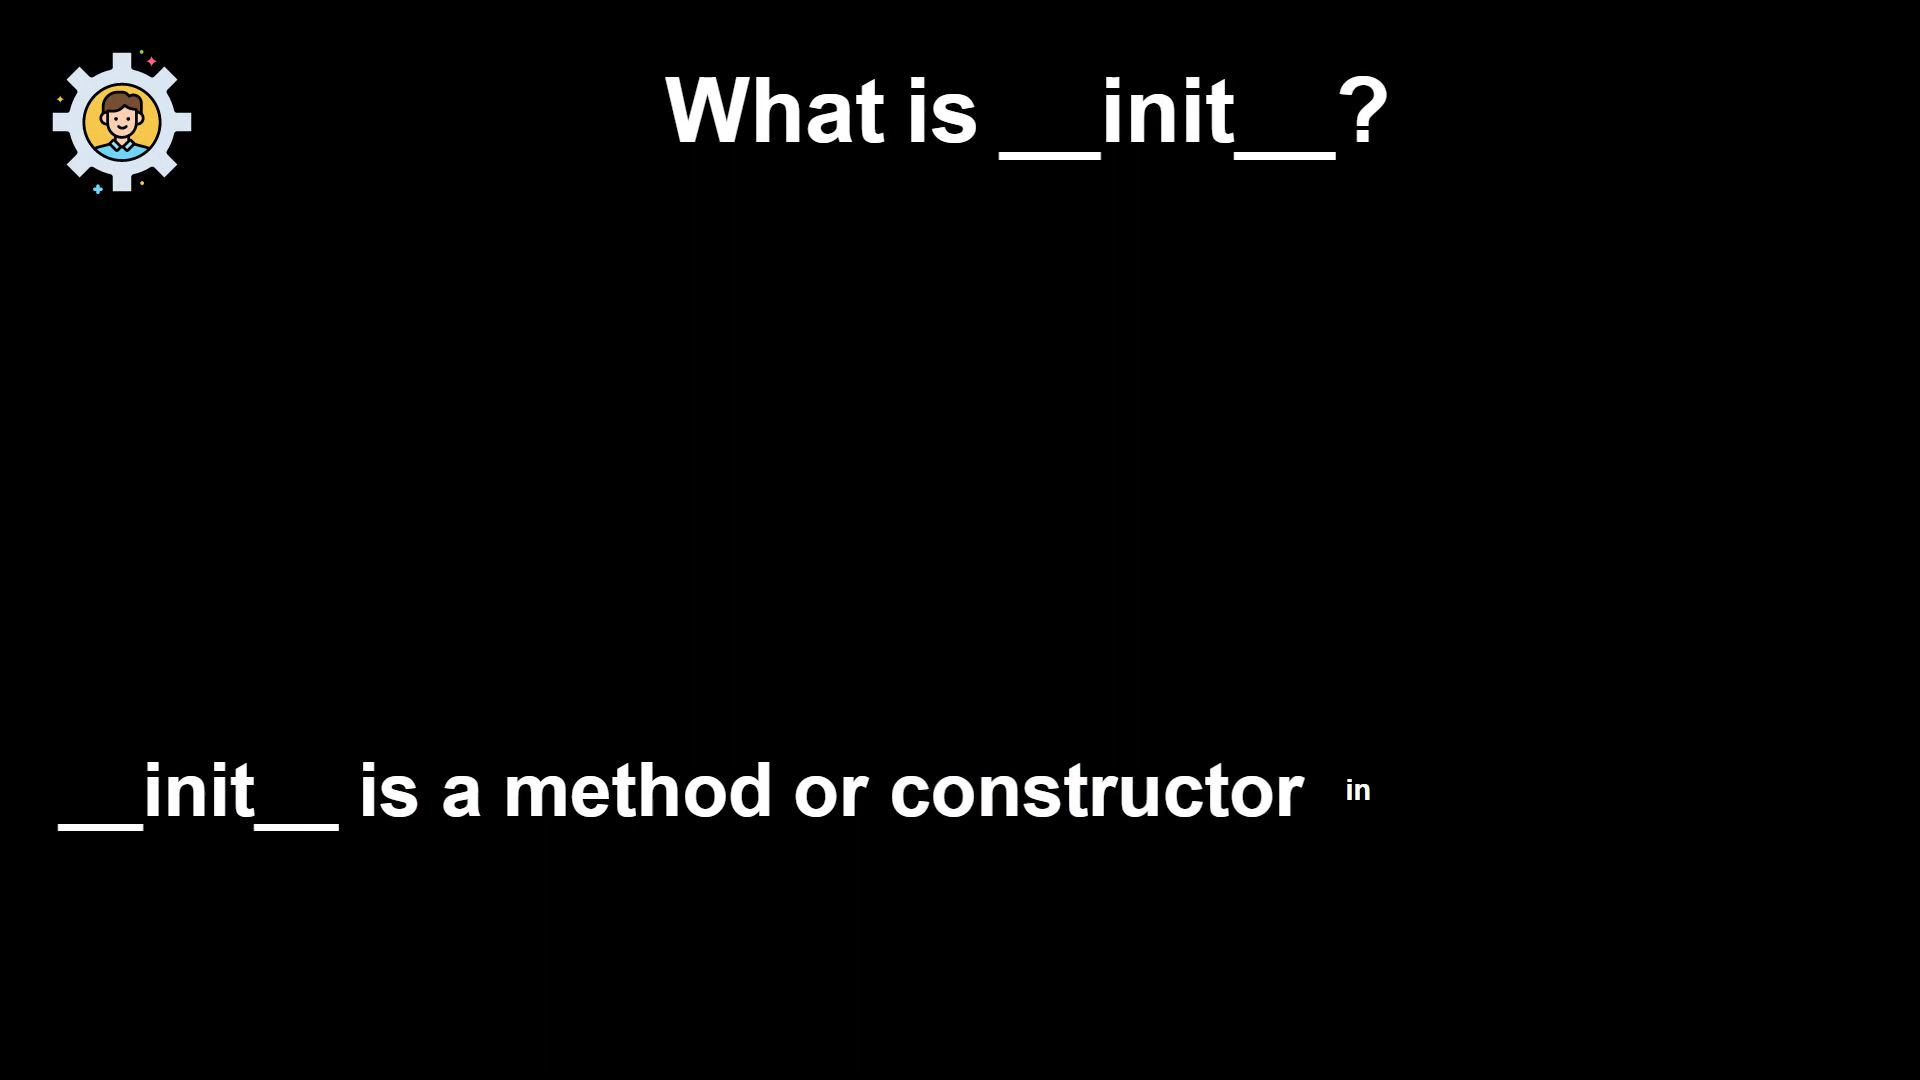 What is __init__?
__init__ is a method or constructor in